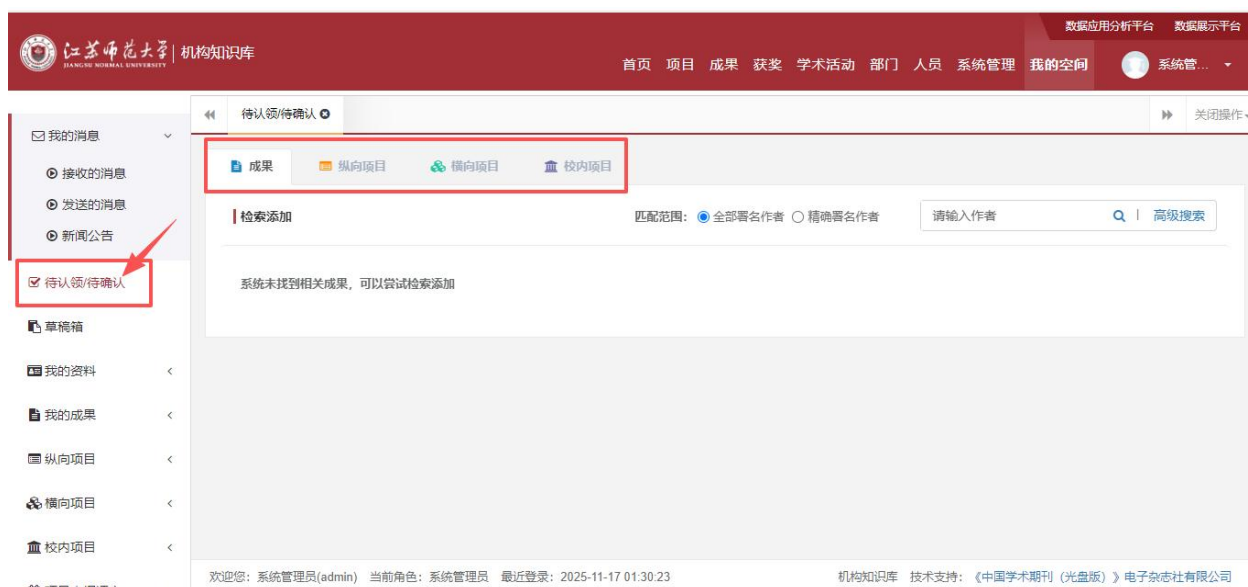 数据应用分析平台 数据展示平台
江苏师范大学 | 机构知识库
JIANGSU NORMAL UNIVERSITY
首页 项目 成果 获奖 学术活动 部门 人员 系统管理 我的空间 系统管...
待认领/待确认 关闭操作
我的消息
接收的消息
发送的消息
新闻公告
待认领/待确认
草稿箱
我的资料
我的成果
纵向项目
横向项目
校内项目
成果 纵向项目 横向项目 校内项目
检索添加 匹配范围: 全部署名作者 精确署名作者 请输入作者 高级搜索
系统未找到相关成果，可以尝试检索添加
欢迎您: 系统管理员(admin) 当前角色: 系统管理员 最近登录: 2025-11-17 01:30:23 机构知识库 技术支持: 《中国学术期刊（光盘版）》电子杂志社有限公司